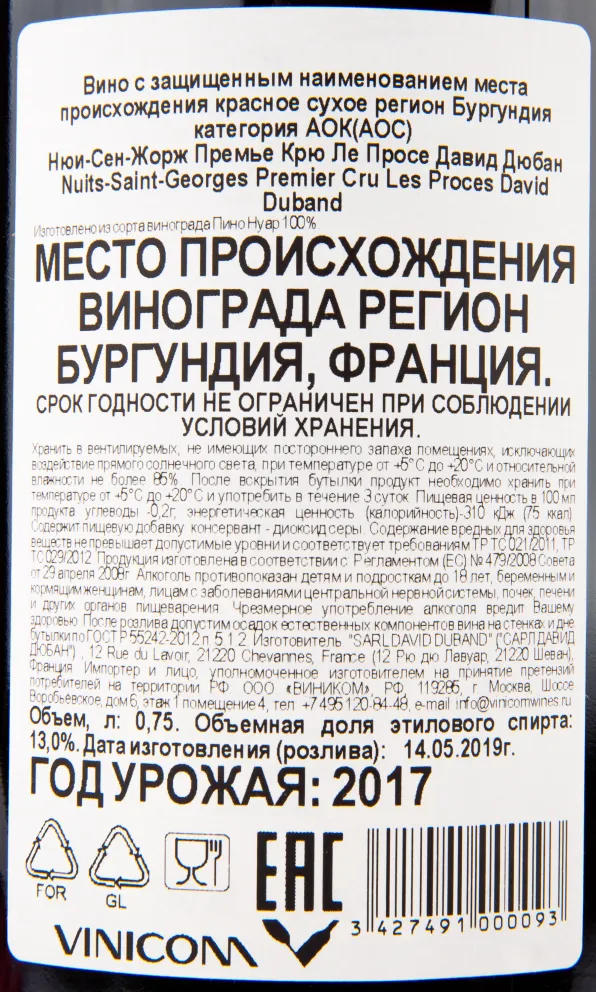 Вино с защищенным наименованием места
происхождения красное сухое регион Бургундия
категория АОК(АОС)
Нюи-Сен-Жорж Премье Крю Ле Просе Давид Дюбан
Nuits-Saint-Georges Premier Cru Les Proces David
Duband
Изготовлено из сорта винограда Пино Нуар 100%
МЕСТО ПРОИСХОЖДЕНИЯ
ВИНОГРАДА РЕГИОН
БУРГУНДИЯ, ФРАНЦИЯ.
СРОК ГОДНОСТИ НЕ ОГРАНИЧЕН ПРИ СОБЛЮДЕНИИ
УСЛОВИЙ ХРАНЕНИЯ.
Хранить в вентилируемых, не имеющих постороннего запаха помещениях, исключающих
воздействие прямого солнечного света, при температуре от +5°С до +20°С и относительной
влажности не более 85%. После вскрытия бутылки продукт необходимо хранить при
температуре от +5°С до +20°С и употребить в течение 3 суток. Пищевая ценность в 100 мл
продукта углеводы -0,2г, энергетическая ценность (калорийность)-310 кДж (75 ккал).
Содержит пищевую добавку консервант - диоксид серы. Содержание вредных для здоровья
веществ не превышает допустимые уровни и соответствует требованиям ТР ТС 021/2011, ТР
ТС 029/2012. Продукция изготовлена в соответствии с Регламентом (ЕС) № 479/2008 Совета
от 29 апреля 2008г. Алкоголь противопоказан детям и подросткам до 18 лет, беременным и
кормящим женщинам, лицам с заболеваниями центральной нервной системы, почек, печени
и других органов пищеварения. Чрезмерное употребление алкоголя вредит Вашему
здоровью. После розлива допустим осадок естественных компонентов вина на стенках и дне
бутылки по ГОСТ Р 55242-2012 п. 5.1.2. Изготовитель "SARL DAVID DUBAND" ("САРЛ ДАВИД
ДЮБАН") , 12 Rue du Lavoir, 21220 Chevannes, France (12 Рю дю Лавуар, 21220 Шеван),
Франция. Импортер и лицо, уполномоченное изготовителем на принятие претензий
потребителей на территории РФ ООО «ВИНИКОМ», РФ, 119285, г. Москва, Шоссе
Воробьевское, дом 6, этаж 1 помещение 4, тел. +7 495 120-84-48, e-mail info@vinicomwines.ru
Объем, л: 0,75. Объемная доля этилового спирта:
13,0%. Дата изготовления (розлива): 14.05.2019г.
ГОД УРОЖАЯ: 2017
FOR
GL
EAC
3 427491 000093
VINICOM